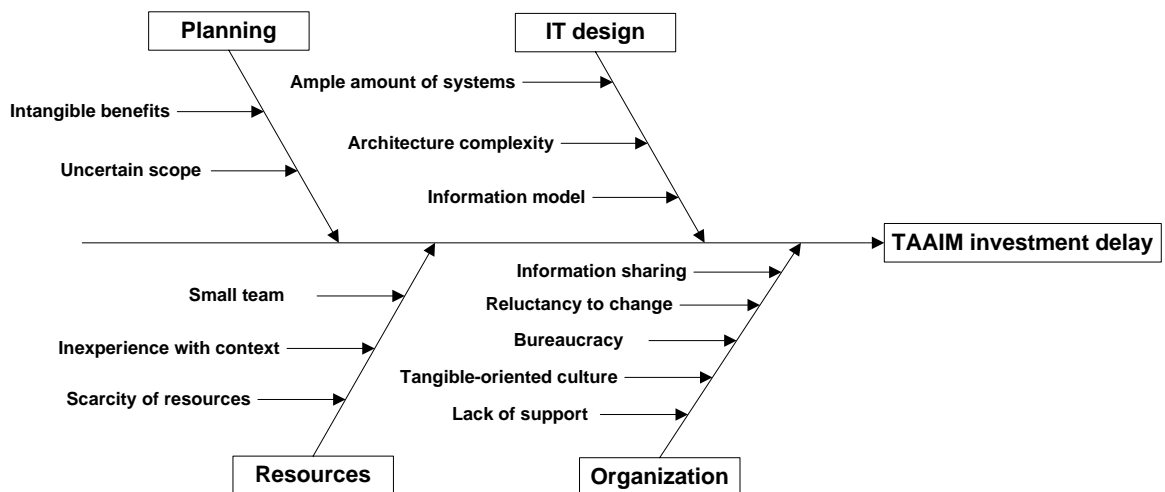 Planning
IT design
Ample amount of systems
Intangible benefits
Architecture complexity
Uncertain scope
Information model
TAAIM investment delay
Information sharing
Small team
Reluctancy to change
Bureaucracy
Inexperience with context
Tangible-oriented culture
Scarcity of resources
Lack of support
Resources
Organization